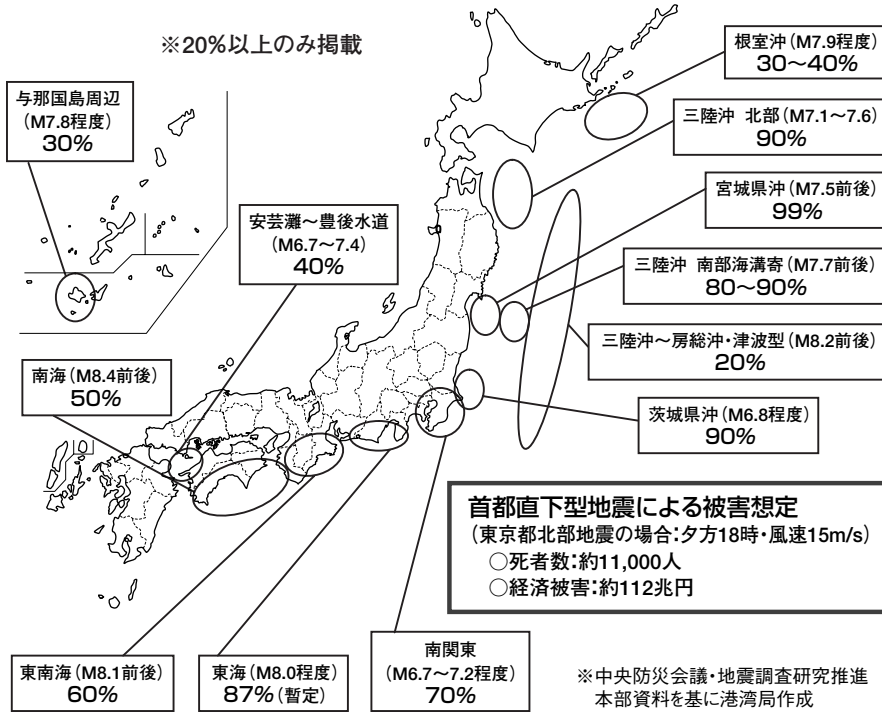 ※20%以上のみ掲載
根室沖(M7.9程度)
30〜40%
与那国島周辺
(M7.8程度)
30%
三陸沖 北部(M7.1〜7.6)
90%
宮城県沖(M7.5前後)
99%
安芸灘〜豊後水道
(M6.7〜7.4)
40%
三陸沖 南部海溝寄(M7.7前後)
80〜90%
三陸沖〜房総沖・津波型(M8.2前後)
20%
南海(M8.4前後)
50%
茨城県沖(M6.8程度)
90%
首都直下型地震による被害想定
(東京都北部地震の場合:夕方18時・風速15m/s)
○死者数:約11,000人
○経済被害:約112兆円
東南海(M8.1前後)
60%
東海(M8.0程度)
87%(暫定)
南関東
(M6.7〜7.2程度)
70%
※中央防災会議・地震調査研究推進
本部資料を基に港湾局作成